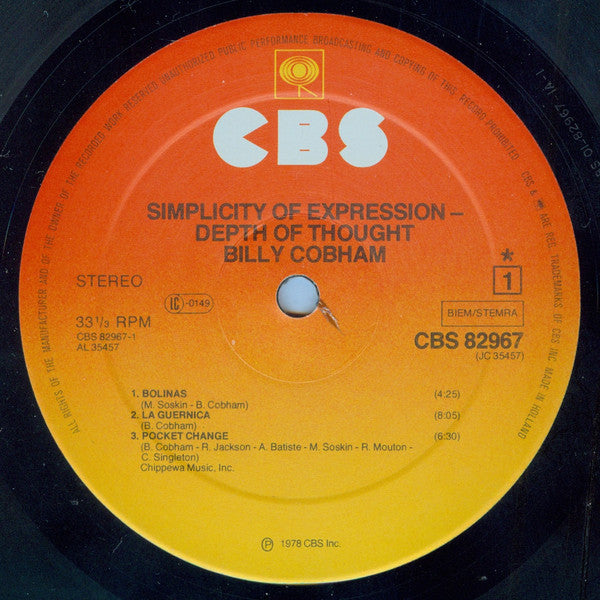 ALL RIGHTS OF THE MANUFACTURER AND OF THE OWNER OF THE RECORDED WORK RESERVED UNAUTHORIZED PUBLIC PERFORMANCE BROADCASTING AND COPYING OF THIS RECORD PROHIBITED CBS & ARE REG. TRADEMARKS OF CBS INC. MADE IN HOLLAND
CBS
SIMPLICITY OF EXPRESSION –
DEPTH OF THOUGHT
BILLY COBHAM
STEREO
LC-0149
*
1
33 1/3 RPM
BIEM/STEMRA
CBS 82967-1
CBS 82967
AL 35457
(JC 35457)
1. BOLINAS (4:25)
(M. Soskin - B. Cobham)
2. LA GUERNICA (8:05)
(B. Cobham)
3. POCKET CHANGE (6:30)
(B. Cobham - R. Jackson - A. Batiste - M. Soskin - R. Mouton -
C. Singleton)
Chippewa Music, Inc.
℗ 1978 CBS Inc.